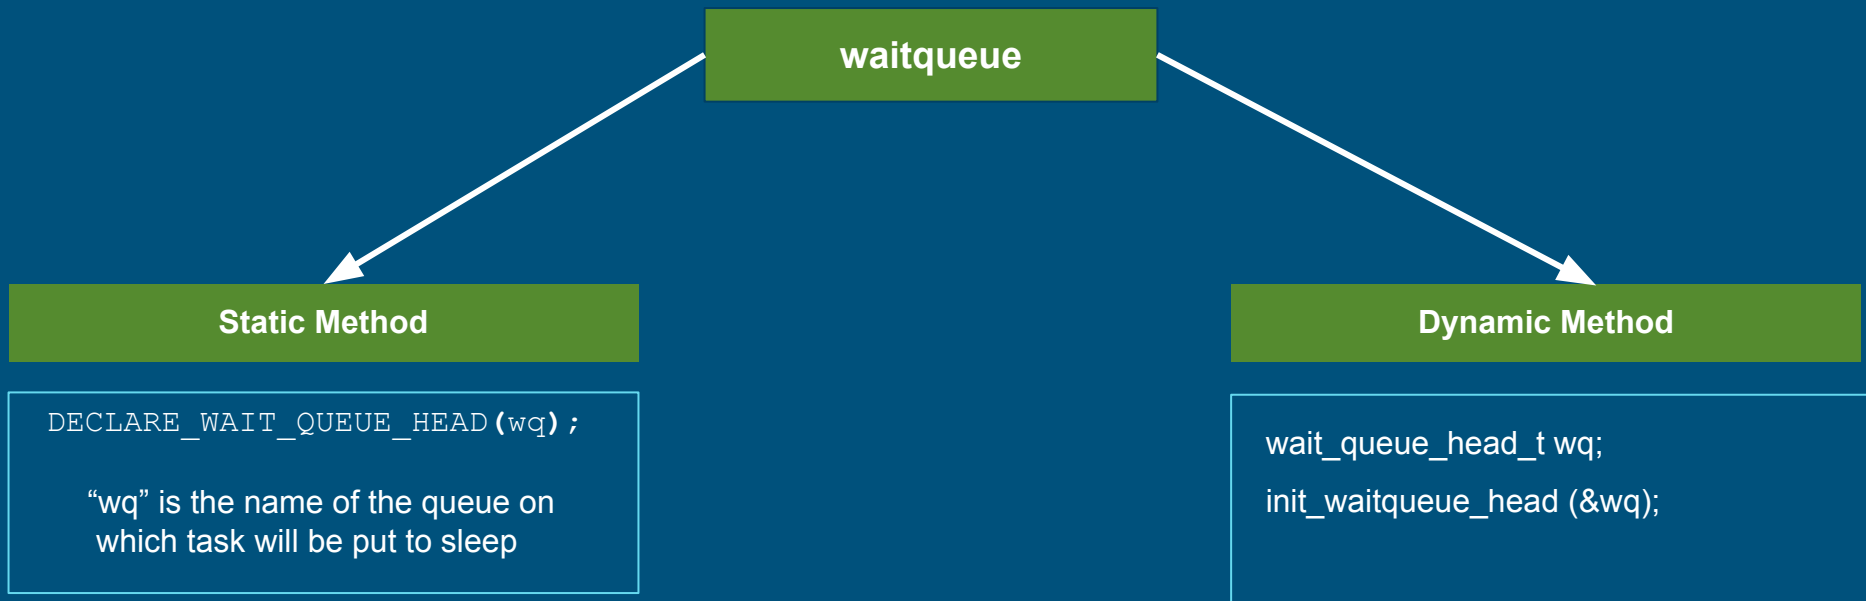 waitqueue
Static Method
Dynamic Method
DECLARE_WAIT_QUEUE_HEAD(wq);
“wq” is the name of the queue on
which task will be put to sleep
wait_queue_head_t wq;
init_waitqueue_head (&wq);